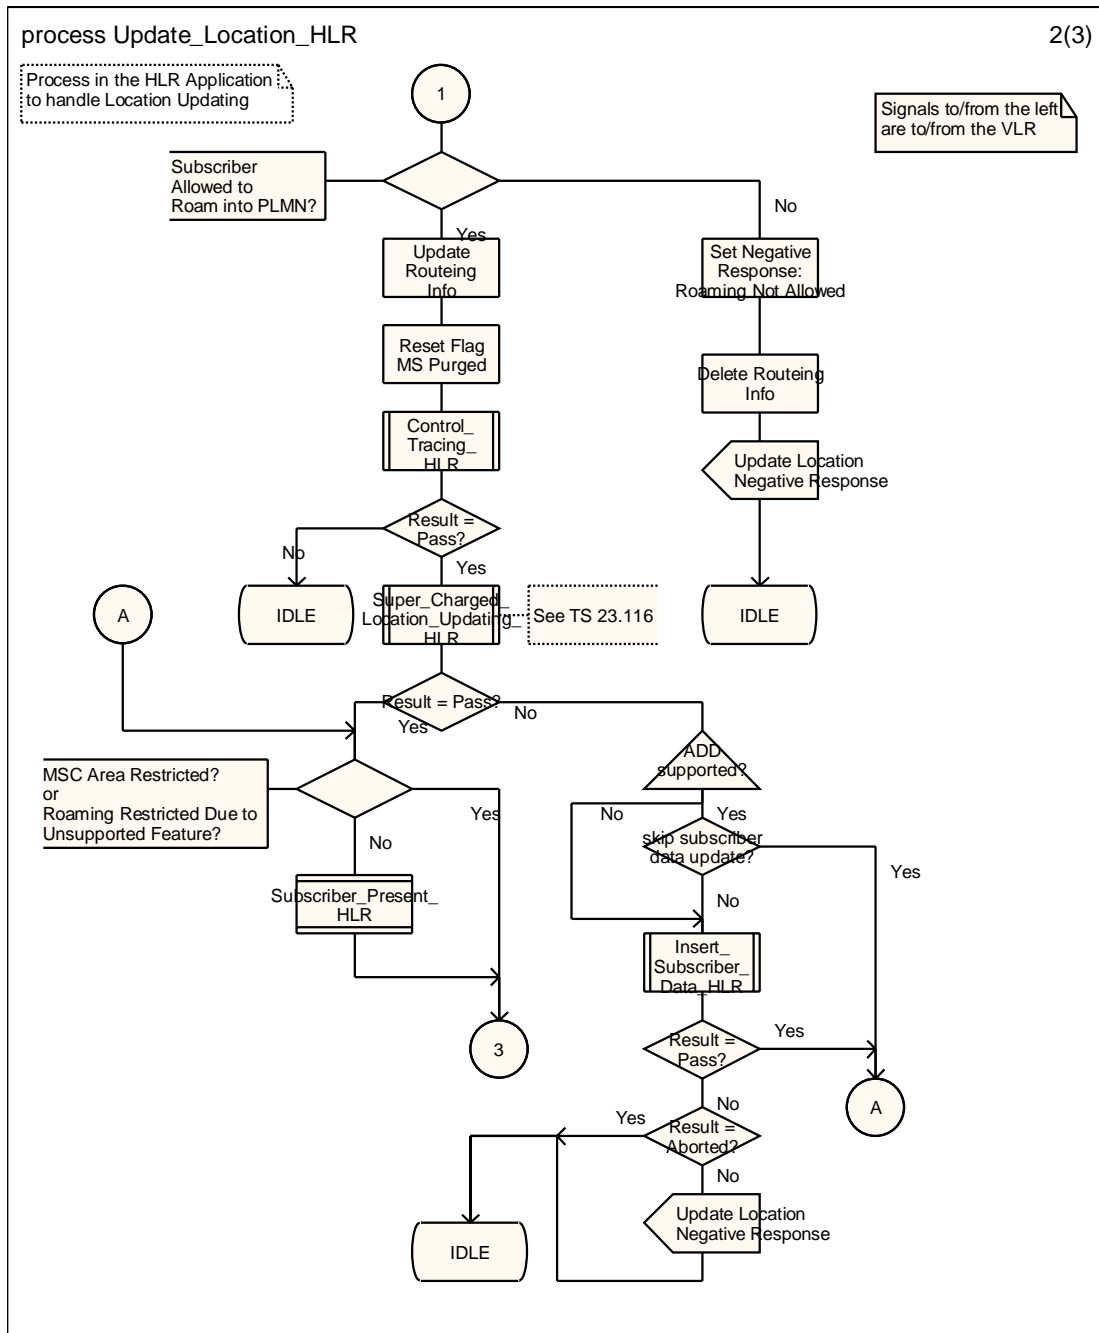 process Update_Location_HLR
2(3)
Process in the HLR Application
to handle Location Updating
1
Signals to/from the left
are to/from the VLR
Subscriber
Allowed to
Roam into PLMN?
No
Yes
Update
Routeing
Info
Set Negative
Response:
Roaming Not Allowed
Reset Flag
MS Purged
Delete Routeing
Info
Control_
Tracing_
HLR
Update Location
Negative Response
Result =
Pass?
No
Yes
A
IDLE
Super_Charged_
Location_Updating_
HLR
See TS 23.116
IDLE
Result = Pass?
Yes
No
ADD
supported?
MSC Area Restricted?
or
Roaming Restricted Due to
Unsupported Feature?
Yes
No
No
Yes
skip subscriber
data update?
Yes
No
Subscriber_Present_
HLR
Insert_
Subscriber_
Data_HLR
3
Result =
Pass?
Yes
No
A
Yes
Result =
Aborted?
No
Update Location
Negative Response
IDLE